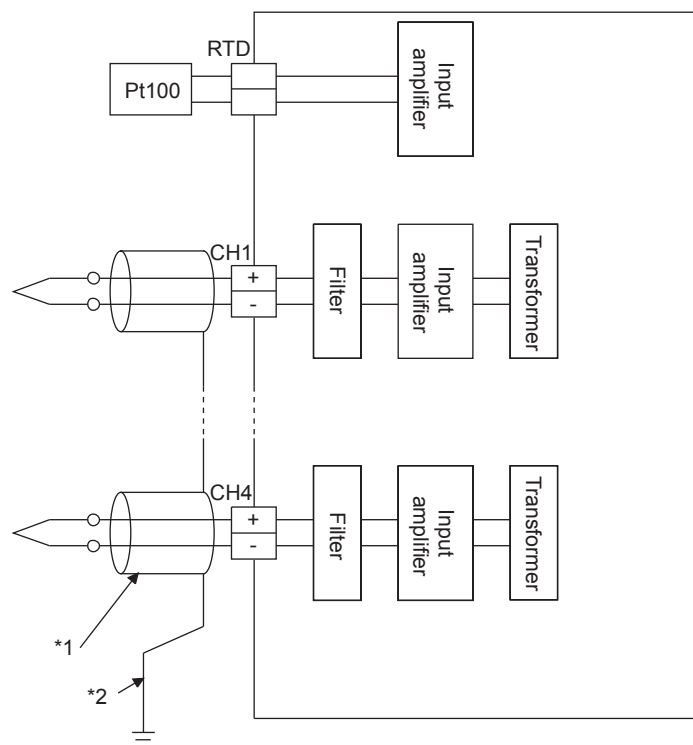 RTD
Pt100
Input
amplifier
CH1
+
-
Filter
Input
amplifier
Transformer
CH4
+
-
Filter
Input
amplifier
Transformer
*1
*2